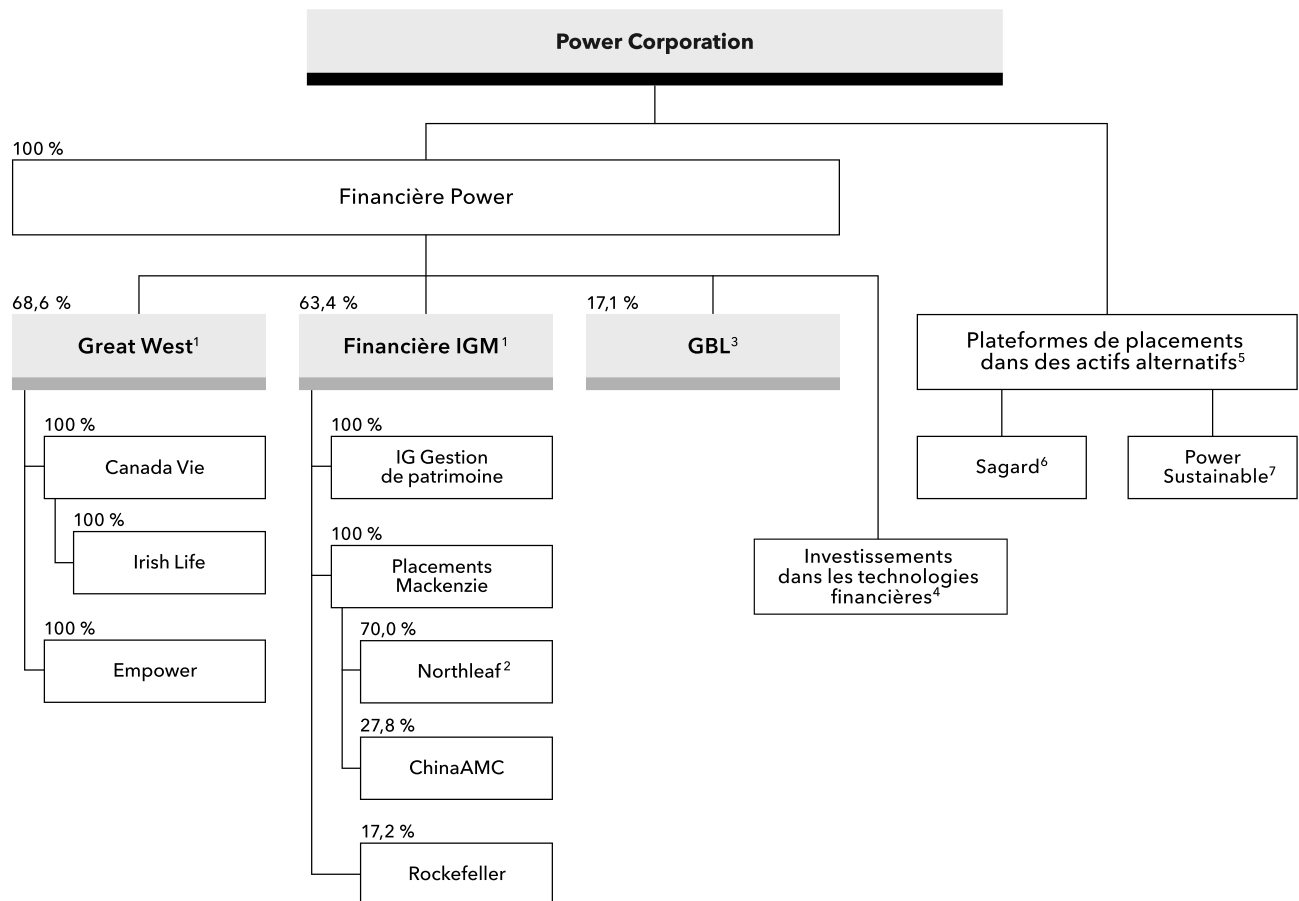 Power Corporation
100 %
Financière Power
68,6 %
Great West¹
63,4 %
Financière IGM¹
17,1 %
GBL³
Plateformes de placements
dans des actifs alternatifs⁵
100 %
Canada Vie
100 %
Irish Life
100 %
Empower
100 %
IG Gestion
de patrimoine
100 %
Placements
Mackenzie
70,0 %
Northleaf²
27,8 %
ChinaAMC
17,2 %
Rockefeller
Investissements
dans les technologies
financières⁴
Sagard⁶
Power
Sustainable⁷